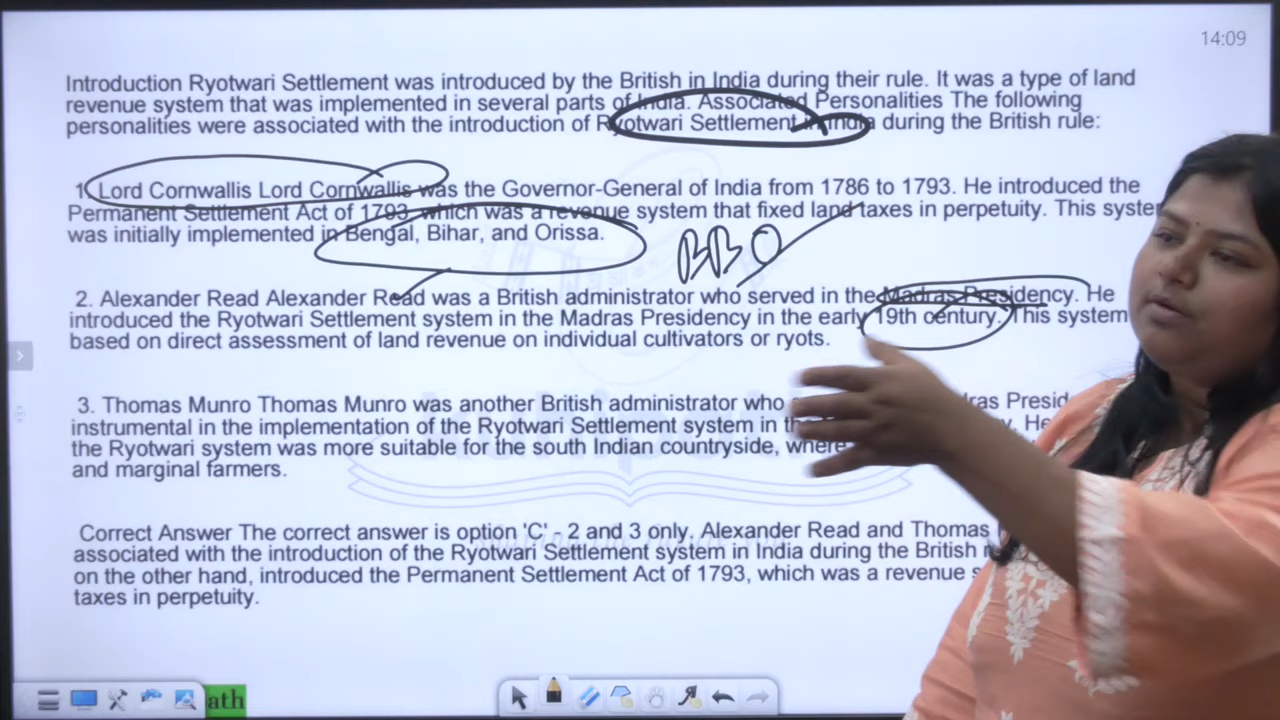 14:09
Introduction Ryotwari Settlement was introduced by the British in India during their rule. It was a type of land
revenue system that was implemented in several parts of India. Associated Personalities The following
personalities were associated with the introduction of Ryotwari Settlement in India during the British rule:
1. Lord Cornwallis Lord Cornwallis was the Governor-General of India from 1786 to 1793. He introduced the
Permanent Settlement Act of 1793, which was a revenue system that fixed land taxes in perpetuity. This syste
was initially implemented in Bengal, Bihar, and Orissa.
BBO
2. Alexander Read Alexander Read was a British administrator who served in the Madras Presidency. He
introduced the Ryotwari Settlement system in the Madras Presidency in the early 19th century. This system
based on direct assessment of land revenue on individual cultivators or ryots.
3. Thomas Munro Thomas Munro was another British administrator who dras Presid
instrumental in the implementation of the Ryotwari Settlement system in th y. He
the Ryotwari system was more suitable for the south Indian countryside, where
and marginal farmers.
Correct Answer The correct answer is option 'C' - 2 and 3 only. Alexander Read and Thomas
associated with the introduction of the Ryotwari Settlement system in India during the British
on the other hand, introduced the Permanent Settlement Act of 1793, which was a revenue s
taxes in perpetuity.
ath